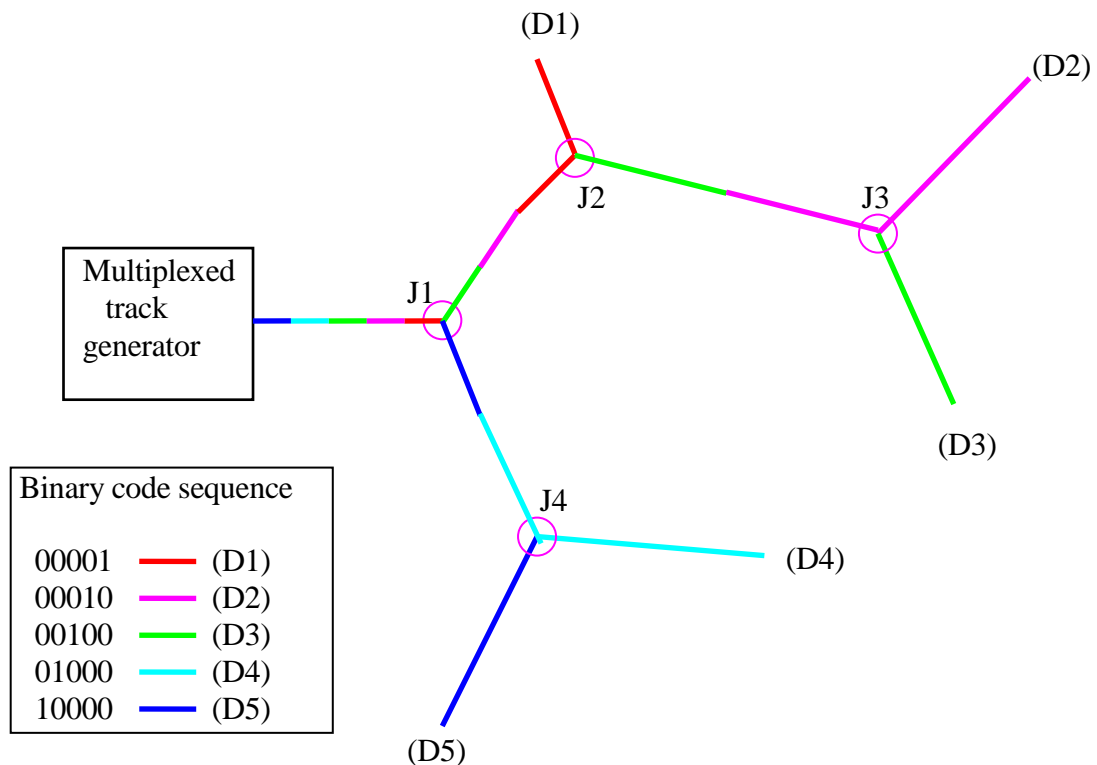 (D1)
(D2)
J2
J3
Multiplexed
track
generator
J1
(D3)
Binary code sequence
J4
00001 (D1)
(D4)
00010 (D2)
00100 (D3)
01000 (D4)
10000 (D5)
(D5)